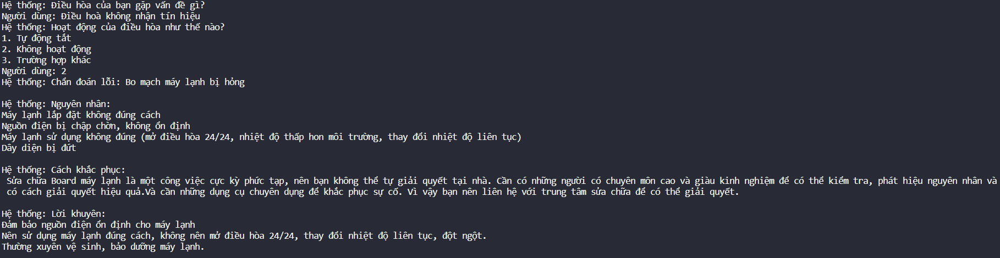 Hệ thống: Điều hòa của bạn gặp vấn đề gì?
Người dùng: Điều hoà không nhận tín hiệu
Hệ thống: Hoạt động của điều hòa như thế nào?
1. Tự động tắt
2. Không hoạt động
3. Trường hợp khác
Người dùng: 2
Hệ thống: Chẩn đoán lỗi: Bo mạch máy lạnh bị hỏng
Hệ thống: Nguyên nhân:
Máy lạnh lắp đặt không đúng cách
Nguồn điện bị chập chờn, không ổn định
Máy lạnh sử dụng không đúng (mở điều hòa 24/24, nhiệt độ thấp hon môi trường, thay đổi nhiệt độ liên tục)
Dây diện bị đứt
Hệ thống: Cách khắc phục:
Sửa chữa Board máy lạnh là một công việc cực kỳ phức tạp, nên bạn không thể tự giải quyết tại nhà. Cần có những người có chuyên môn cao và giàu kinh nghiệm để có thể kiểm tra, phát hiệu nguyên nhân và
có cách giải quyết hiệu quả.Và cần những dụng cụ chuyên dụng để khắc phục sự cố. Vì vậy bạn nên liên hệ với trung tâm sửa chữa để có thể giải quyết.
Hệ thống: Lời khuyên:
Đảm bảo nguồn điện ổn định cho máy lạnh
Nên sử dụng máy lạnh đúng cách, không nên mở điều hòa 24/24, thay đổi nhiệt độ liên tục, đột ngột.
Thường xuyên vệ sinh, bảo dưỡng máy lạnh.